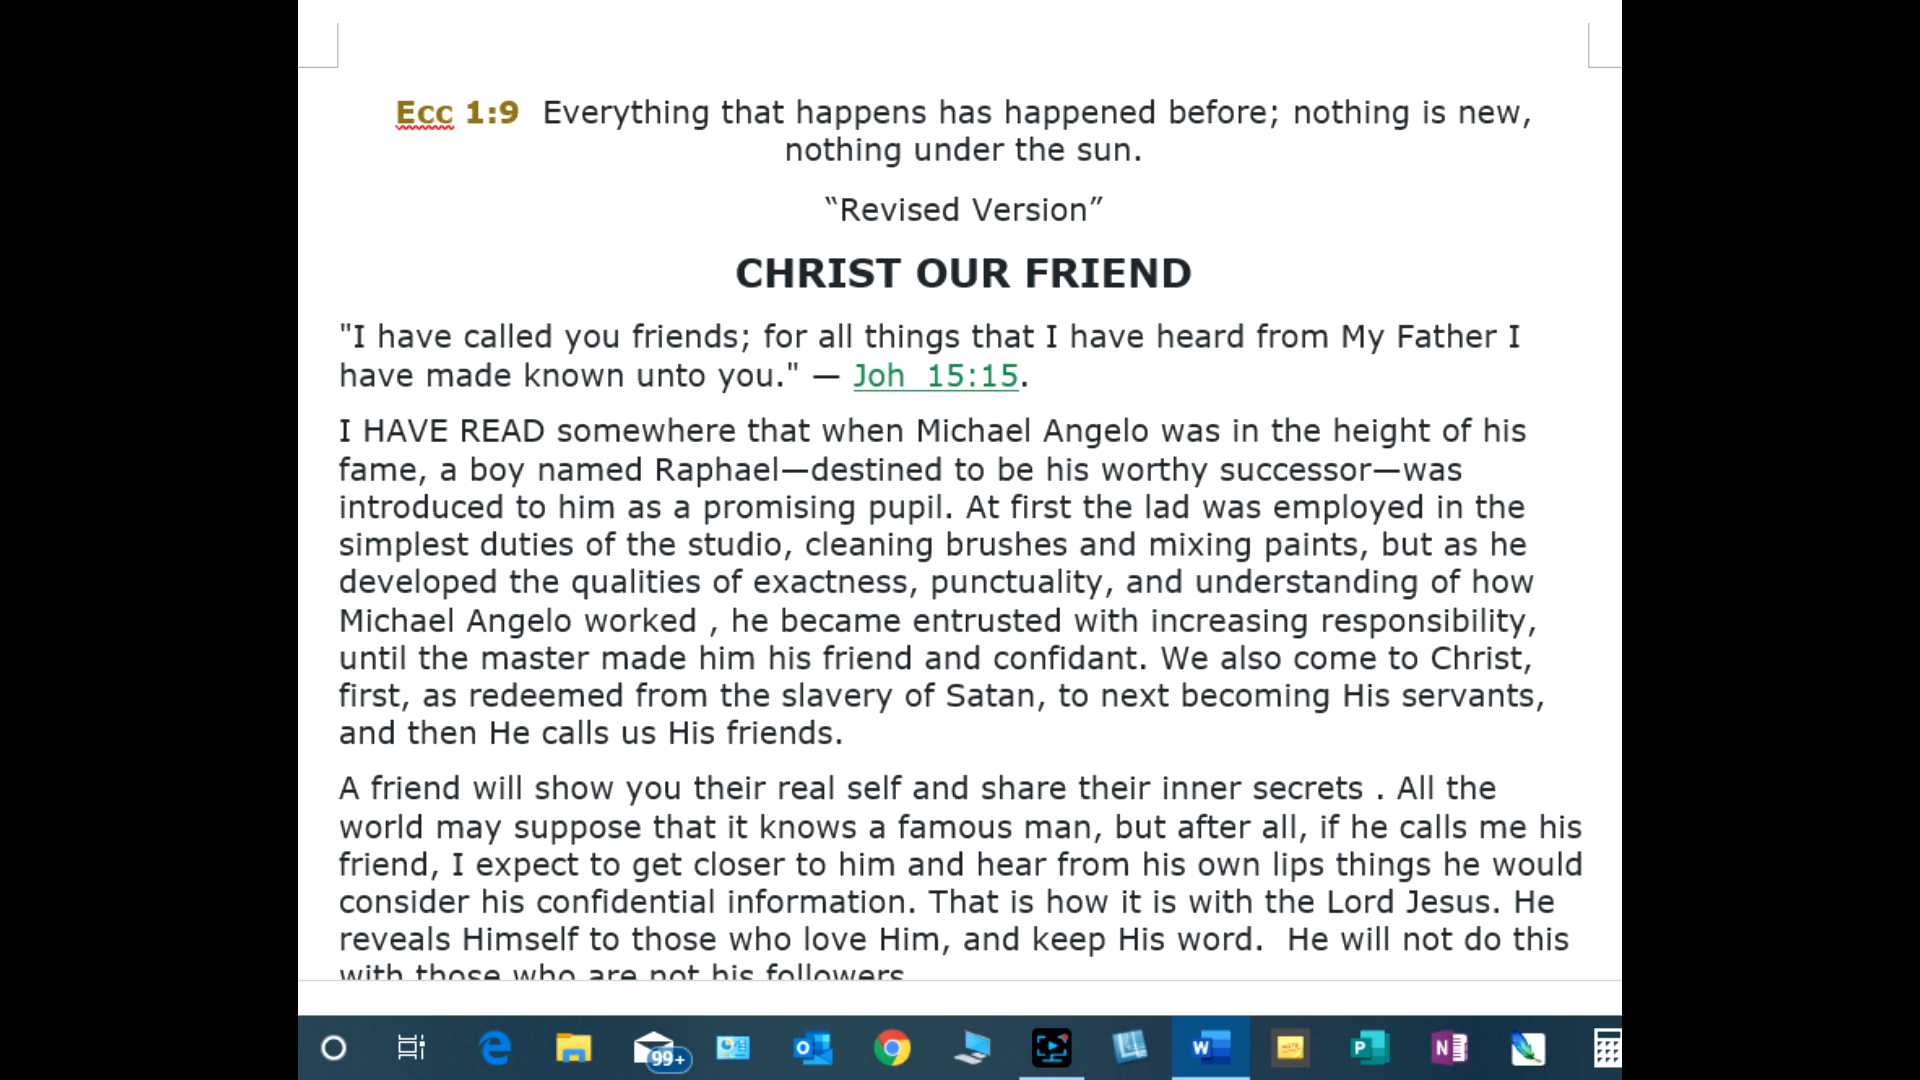 Ecc 1:9  Everything that happens has happened before; nothing is new,
nothing under the sun.
“Revised Version”
CHRIST OUR FRIEND
"I have called you friends; for all things that I have heard from My Father I
have made known unto you." — Joh  15:15.
I HAVE READ somewhere that when Michael Angelo was in the height of his
fame, a boy named Raphael—destined to be his worthy successor—was
introduced to him as a promising pupil. At first the lad was employed in the
simplest duties of the studio, cleaning brushes and mixing paints, but as he
developed the qualities of exactness, punctuality, and understanding of how
Michael Angelo worked , he became entrusted with increasing responsibility,
until the master made him his friend and confidant. We also come to Christ,
first, as redeemed from the slavery of Satan, to next becoming His servants,
and then He calls us His friends.
A friend will show you their real self and share their inner secrets . All the
world may suppose that it knows a famous man, but after all, if he calls me his
friend, I expect to get closer to him and hear from his own lips things he would
consider his confidential information. That is how it is with the Lord Jesus. He
reveals Himself to those who love Him, and keep His word.  He will not do this
with those who are not his followers
99+